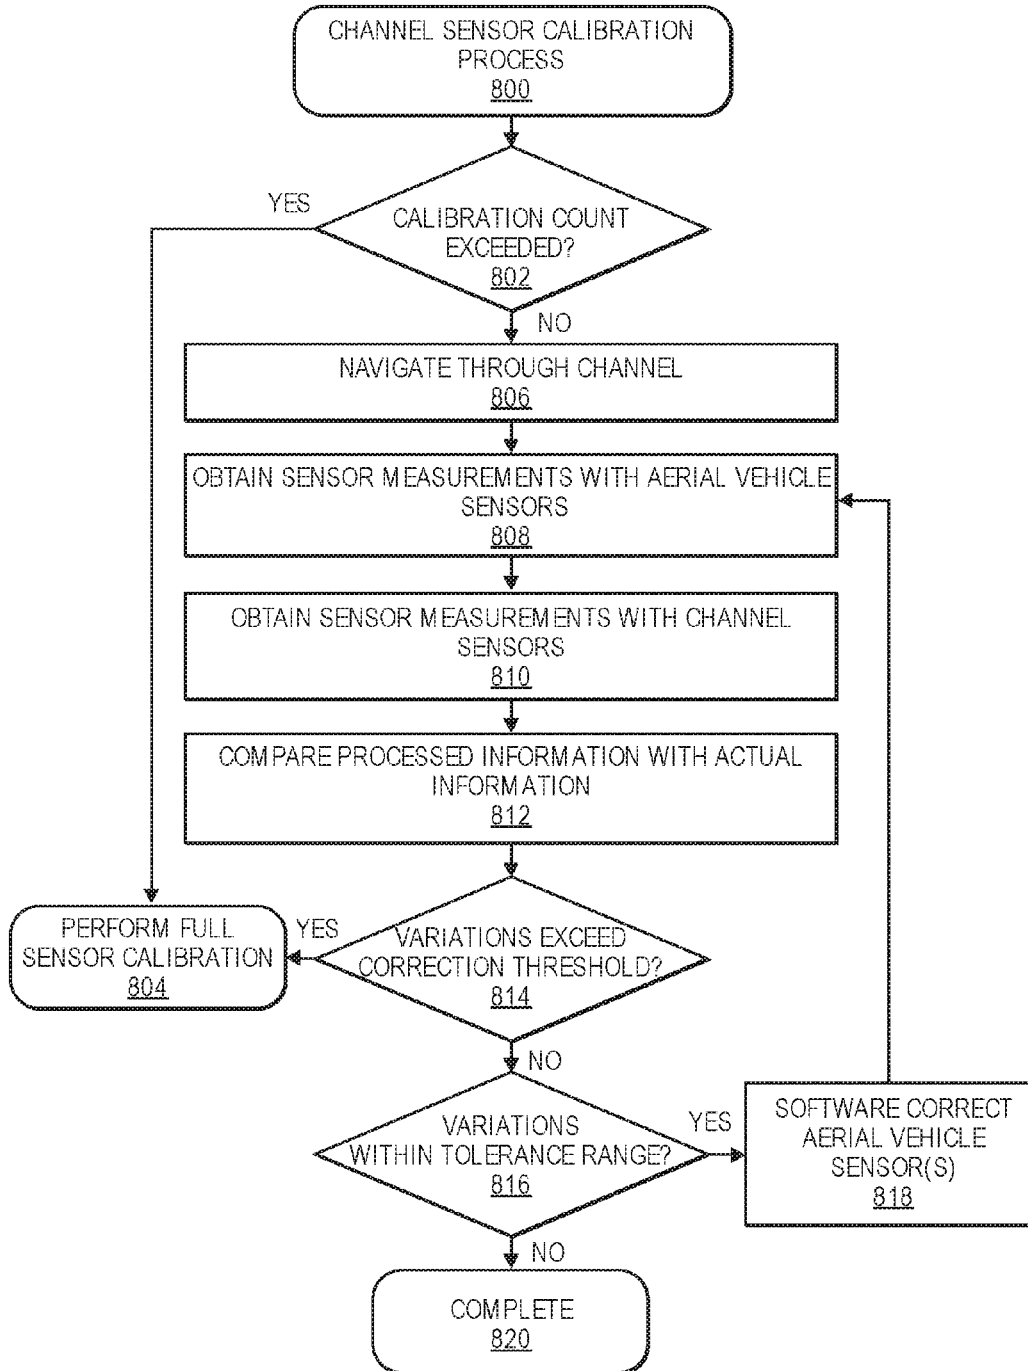 CHANNEL SENSOR CALIBRATION
PROCESS
800
YES
CALIBRATION COUNT
EXCEEDED?
802
NO
NAVIGATE THROUGH CHANNEL
806
OBTAIN SENSOR MEASUREMENTS WITH AERIAL VEHICLE
SENSORS
808
OBTAIN SENSOR MEASUREMENTS WITH CHANNEL
SENSORS
810
COMPARE PROCESSED INFORMATION WITH ACTUAL
INFORMATION
812
PERFORM FULL
SENSOR CALIBRATION
804
YES
VARIATIONS EXCEED
CORRECTION THRESHOLD?
814
NO
VARIATIONS
WITHIN TOLERANCE RANGE?
816
YES
SOFTWARE CORRECT
AERIAL VEHICLE
SENSOR(S)
818
NO
COMPLETE
820